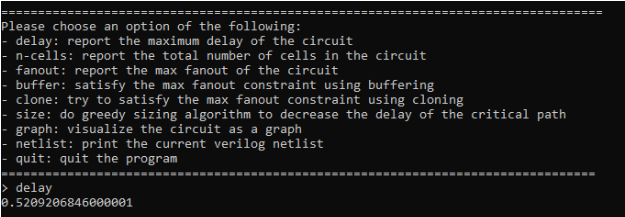 ==============================================================================
Please choose an option of the following:
- delay: report the maximum delay of the circuit
- n-cells: report the total number of cells in the circuit
- fanout: report the max fanout of the circuit
- buffer: satisfy the max fanout constraint using buffering
- clone: try to satisfy the max fanout constraint using cloning
- size: do greedy sizing algorithm to decrease the delay of the critical path
- graph: visualize the circuit as a graph
- netlist: print the current verilog netlist
- quit: quit the program
=============================================================================
> delay
0.5209206846000001